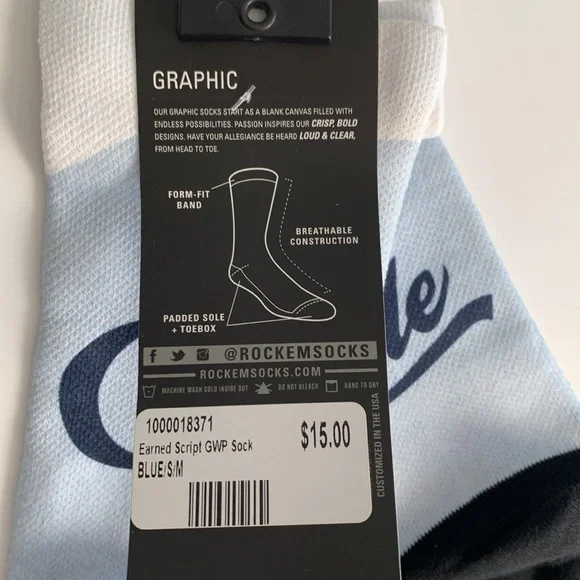 GRAPHIC
OUR GRAPHIC SOCKS START AS A BLANK CANVAS FILLED WITH
ENDLESS POSSIBILITIES. PASSION INSPIRES OUR CRISP, BOLD
DESIGNS. HAVE YOUR ALLEGIANCE BE HEARD LOUD & CLEAR,
FROM HEAD TO TOE.
FORM-FIT
BAND
BREATHABLE
CONSTRUCTION
PADDED SOLE
+ TOEBOX
@ROCKEMSOCKS
ROCKEMSOCKS.COM
MACHINE WASH COLD INSIDE OUT DO NOT BLEACH HANG TO DRY
CUSTOMIZED IN THE USA
1000018371
Earned Script GWP Sock
BLUE/S/M
$15.00